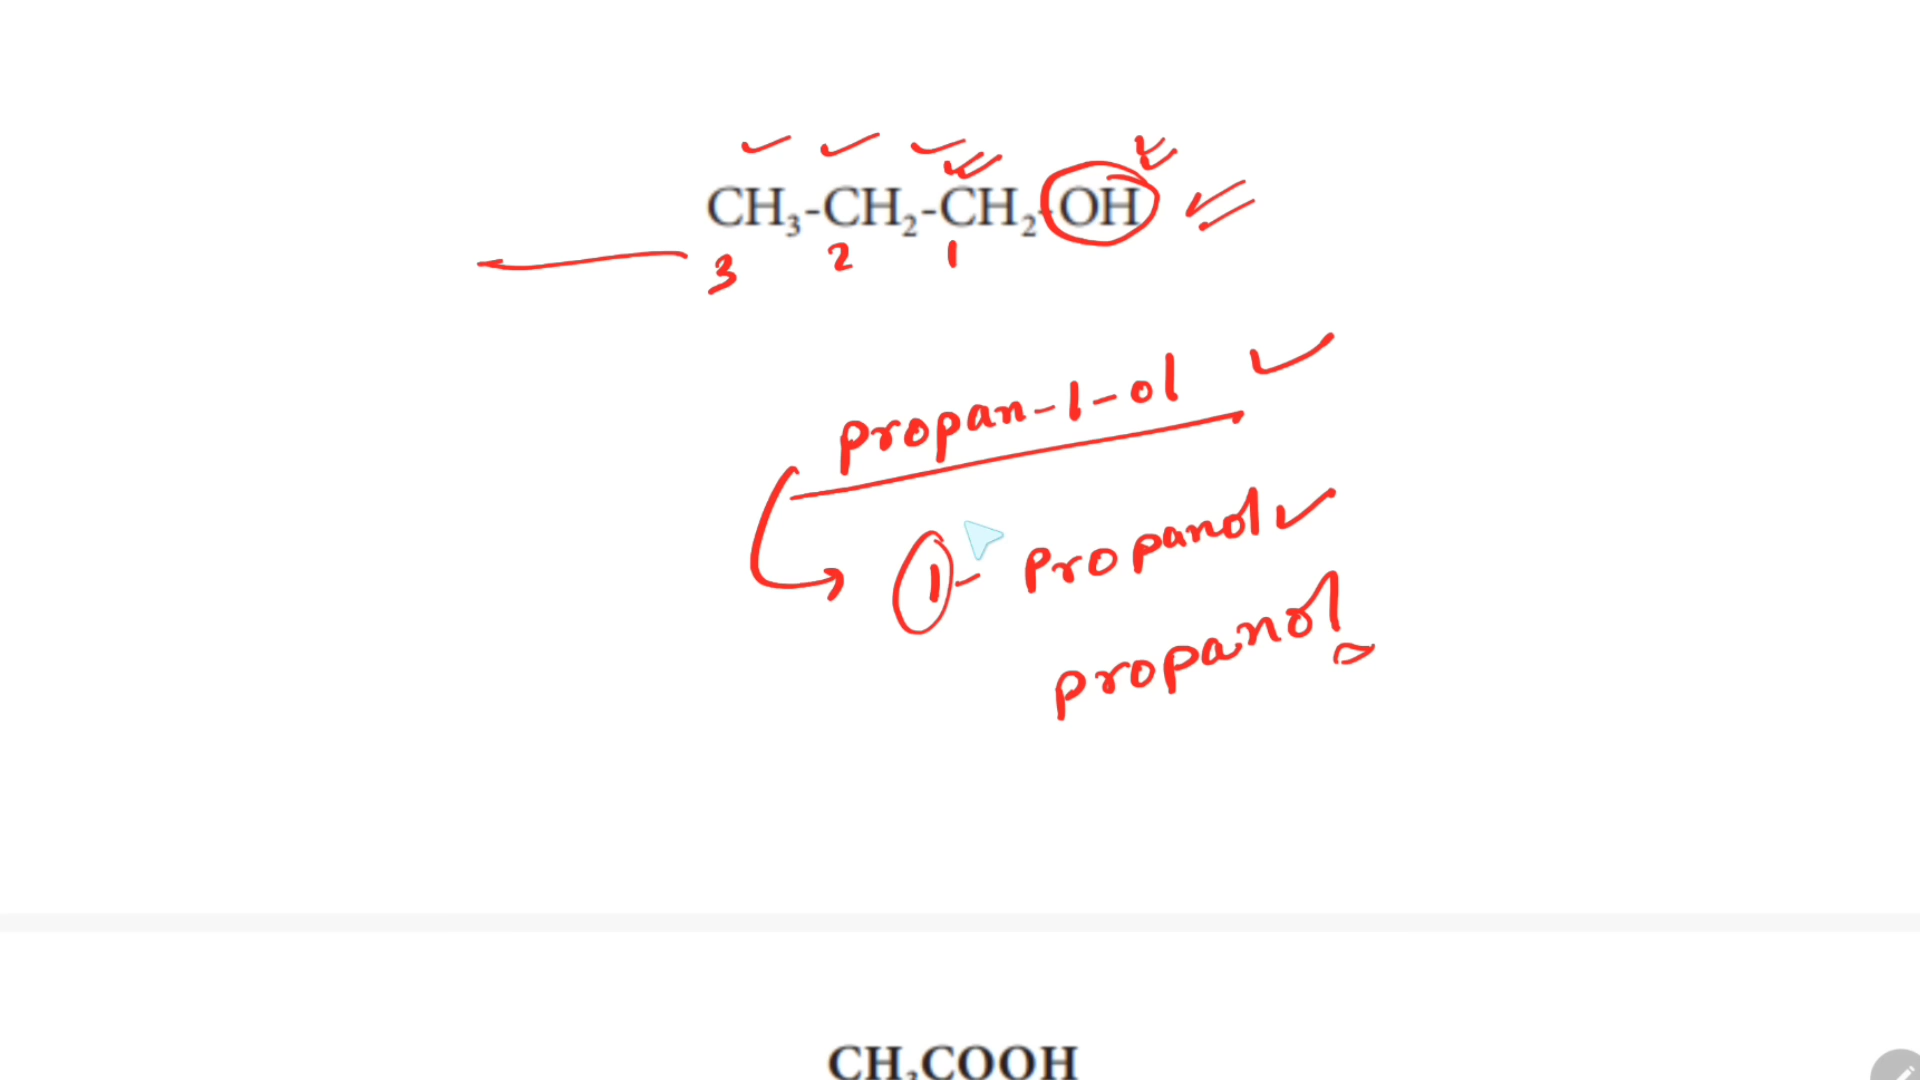 CH₃-CH₂-CH₂-OH
3 2 1
propan-1-ol
1- Propanol
propanol
CH₃COOH